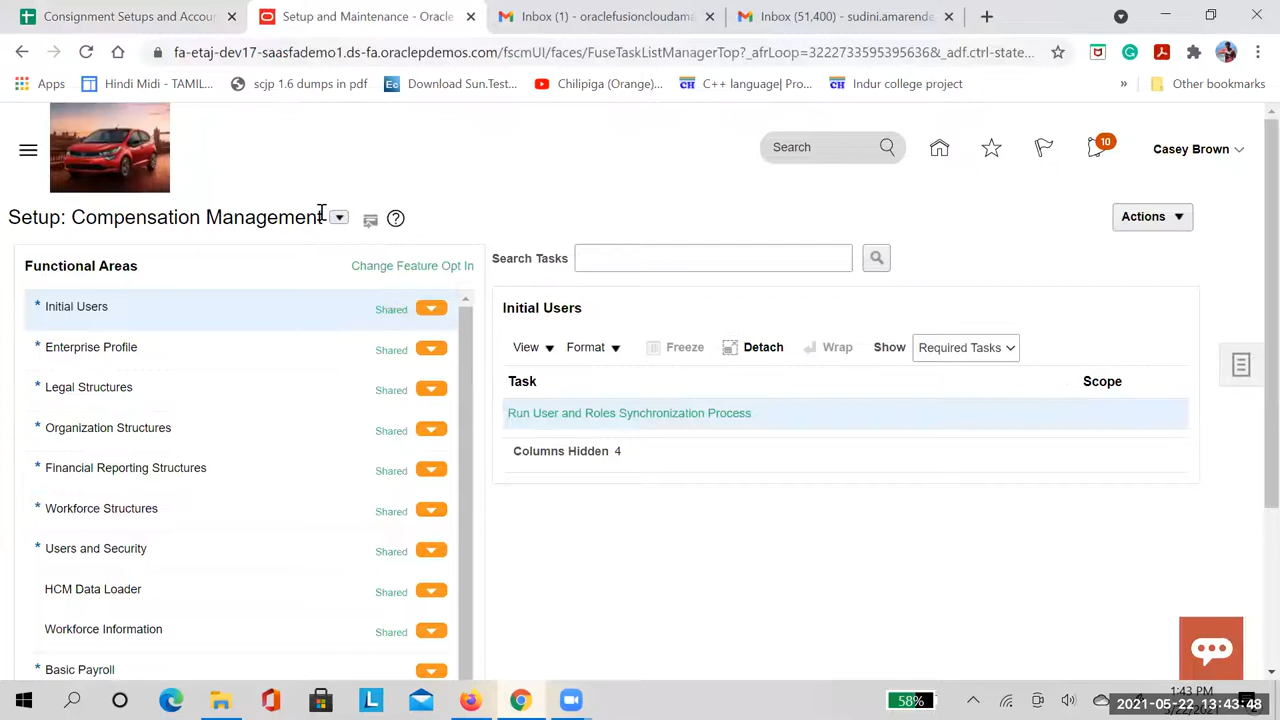 Consignment Setups and Accour
Setup and Maintenance - Oracle
Inbox (1) - oraclefusioncloudam
Inbox (51,400) - sudini.amarende
fa-etaj-dev17-saasfademo1.ds-fa.oraclepdemos.com/fscmUI/faces/FuseTaskListManagerTop?_afrLoop=32227335953956368&_adf.ctrl-state...
Apps
Hindi Midi - TAMIL...
scjp 1.6 dumps in pdf
Ec
Download Sun.Test...
Chilipiga (Orange)...
CH
C++ language| Pro...
CH
Indur college project
»
Other bookmarks
Search
10
Casey Brown
Setup: Compensation Management
Actions
Functional Areas
Change Feature Opt In
Search Tasks
* Initial Users Shared
* Enterprise Profile Shared
* Legal Structures Shared
* Organization Structures Shared
* Financial Reporting Structures Shared
* Workforce Structures Shared
* Users and Security Shared
HCM Data Loader Shared
Workforce Information Shared
* Basic Payroll
Initial Users
View Format Freeze Detach Wrap Show Required Tasks
Task Scope
Run User and Roles Synchronization Process
Columns Hidden 4
58%
1:43 PM
2021-05-22 13:43:48